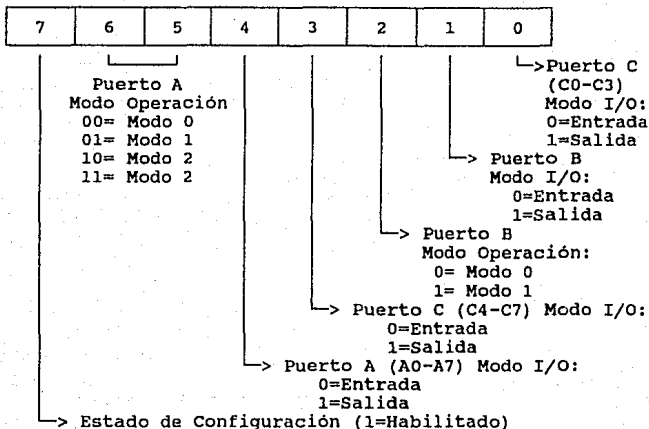 7 6 5 4 3 2 1 0
Puerto A
Modo Operación
00= Modo 0
01= Modo 1
10= Modo 2
11= Modo 2
>Puerto C
(C0-C3)
Modo I/O:
0=Entrada
1=Salida
> Puerto B
Modo I/O:
0=Entrada
1=Salida
> Puerto B
Modo Operación:
0= Modo 0
1= Modo 1
> Puerto C (C4-C7) Modo I/O:
0=Entrada
1=Salida
> Puerto A (A0-A7) Modo I/O:
0=Entrada
1=Salida
> Estado de Configuración (1=Habilitado)